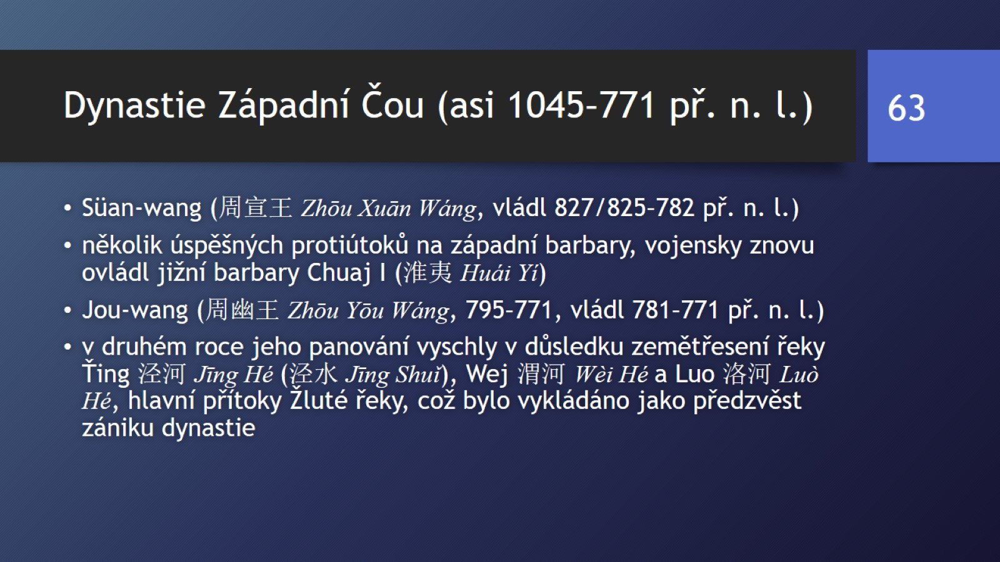 Dynastie Západní Čou (asi 1045–771 př. n. l.)
63
• Süan-wang (周宣王 Zhōu Xuān Wáng, vládl 827/825–782 př. n. l.)
• několik úspěšných protiútoků na západní barbary, vojensky znovu
ovládl jižní barbary Chuaj I (淮夷 Huái Yí)
• Jou-wang (周幽王 Zhōu Yōu Wáng, 795–771, vládl 781–771 př. n. l.)
• v druhém roce jeho panování vyschly v důsledku zemětřesení řeky
Ťing 泾河 Jīng Hé (泾水 Jīng Shuǐ), Wej 渭河 Wèi Hé a Luo 洛河 Luò
Hé, hlavní přítoky Žluté řeky, což bylo vykládáno jako předzvěst
zániku dynastie